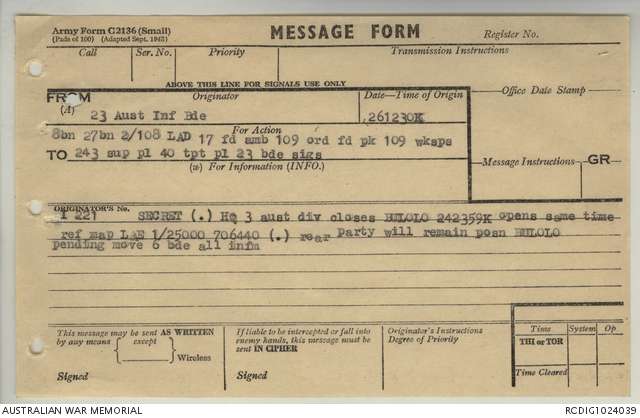 Army Form C2136 (Small)
(Pads of 100) (Adapted Sept. 1943)
MESSAGE FORM
Register No.
Call
Ser. No.
Priority
Transmission Instructions
ABOVE THIS LINE FOR SIGNALS USE ONLY
FROM
(A)
Originator
Date—Time of Origin
Office Date Stamp
23 Aust Inf Bde
261230K
For Action
8bn 27bn 2/108 LAD 17 fd amb 109 ord fd pk 109 wksps
TO 243 sup pl 40 tpt pl 23 bde sigs
(w) For Information (INFO.)
Message Instructions
GR
ORIGINATOR'S No.
I 221 SECRET (.) HQ 3 aust div closes BULOLO 242359K opens same time
ref map LAE 1/25000 706440 (.) rear party will remain posn BULOLO
pending move 6 bde all infm
This message may be sent AS WRITTEN
by any means except
Wireless
Signed
If liable to be intercepted or fall into
enemy hands, this message must be
sent IN CIPHER
Signed
Originator's Instructions
Degree of Priority
Time
System
Op
THI or TOR
Time Cleared
AUSTRALIAN WAR MEMORIAL
RCDIG1024039